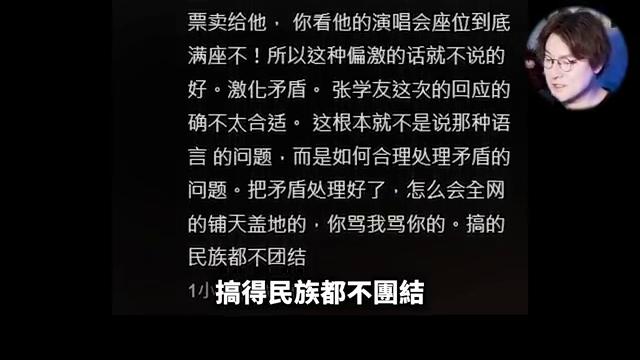 票卖给他， 你看他的演唱会座位到底
满座不！所以这种偏激的话就不说的
好。激化矛盾。 张学友这次的回应的
确不太合适。 这根本就不是说那种语
言 的问题，而是如何合理处理矛盾的
问题。把矛盾处理好了，怎么会全网
的铺天盖地的，你骂我骂你的。搞的
民族都不团结
1小
搞得民族都不團結